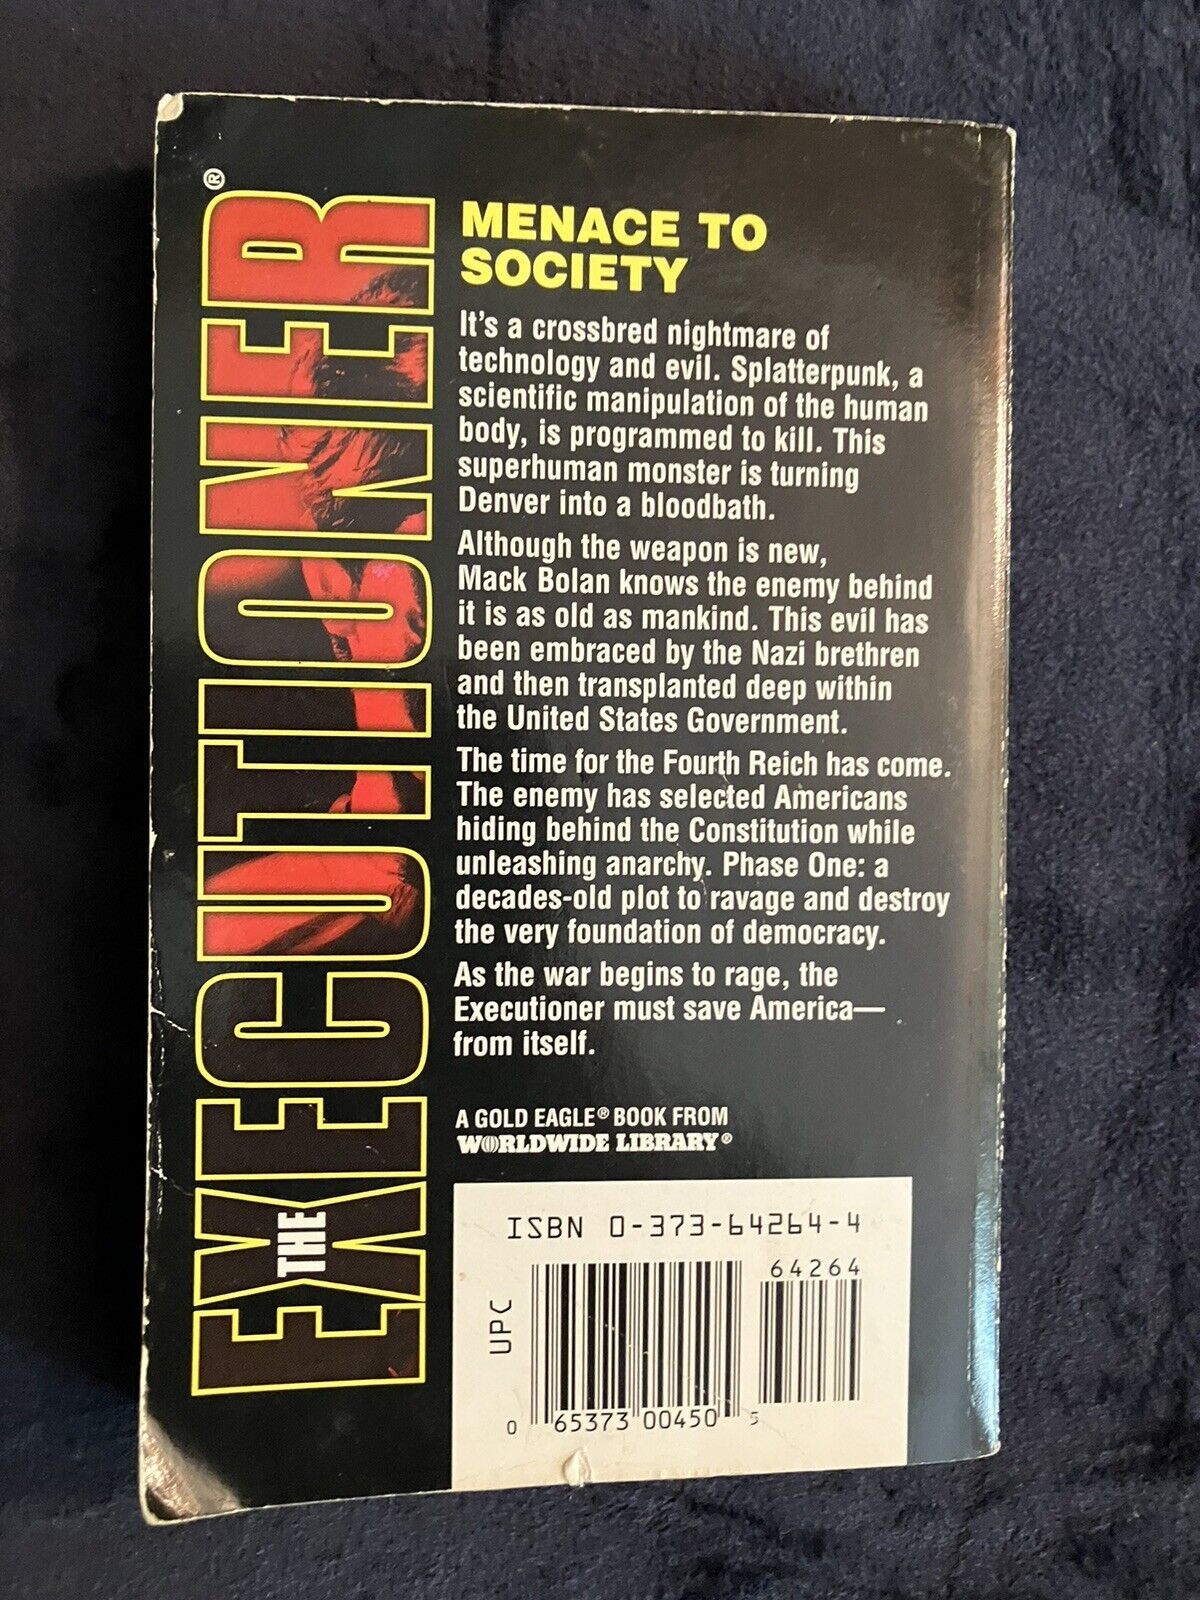 THE
EXECUTIONER®
MENACE TO
SOCIETY
It's a crossbred nightmare of
technology and evil. Splatterpunk, a
scientific manipulation of the human
body, is programmed to kill. This
superhuman monster is turning
Denver into a bloodbath.
Although the weapon is new,
Mack Bolan knows the enemy behind
it is as old as mankind. This evil has
been embraced by the Nazi brethren
and then transplanted deep within
the United States Government.
The time for the Fourth Reich has come.
The enemy has selected Americans
hiding behind the Constitution while
unleashing anarchy. Phase One: a
decades-old plot to ravage and destroy
the very foundation of democracy.
As the war begins to rage, the
Executioner must save America—
from itself.
A GOLD EAGLE® BOOK FROM
WORLDWIDE LIBRARY®
ISBN 0-373-64264-4
64264
UPC
0 65373 00450 5